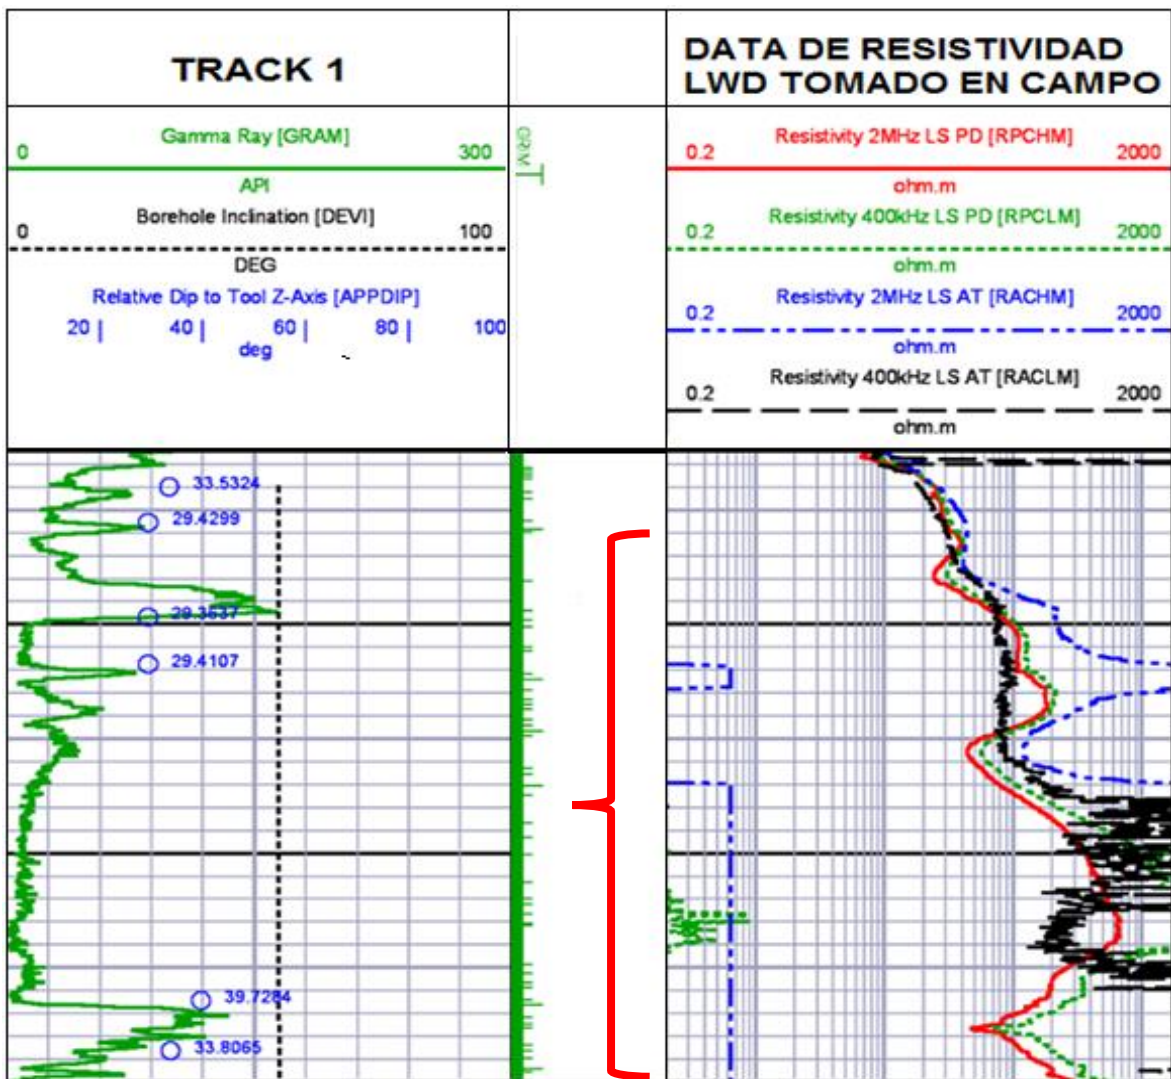 TRACK 1
DATA DE RESISTIVIDAD
LWD TOMADO EN CAMPO
Gamma Ray [GRAM]
0 300
API
Borehole Inclination [DEVI]
0 100
DEG
Relative Dip to Tool Z-Axis [APPDIP]
20 | 40 | 60 | 80 | 100
deg
GRIM
Resistivity 2MHz LS PD [RPCHM]
0.2 2000
ohm.m
Resistivity 400kHz LS PD [RPCLM]
0.2 2000
ohm.m
Resistivity 2MHz LS AT [RACHM]
0.2 2000
ohm.m
Resistivity 400kHz LS AT [RACLM]
0.2 2000
ohm.m
33.5324
29.4299
29.3637
29.4107
39.7284
33.8065
2
2